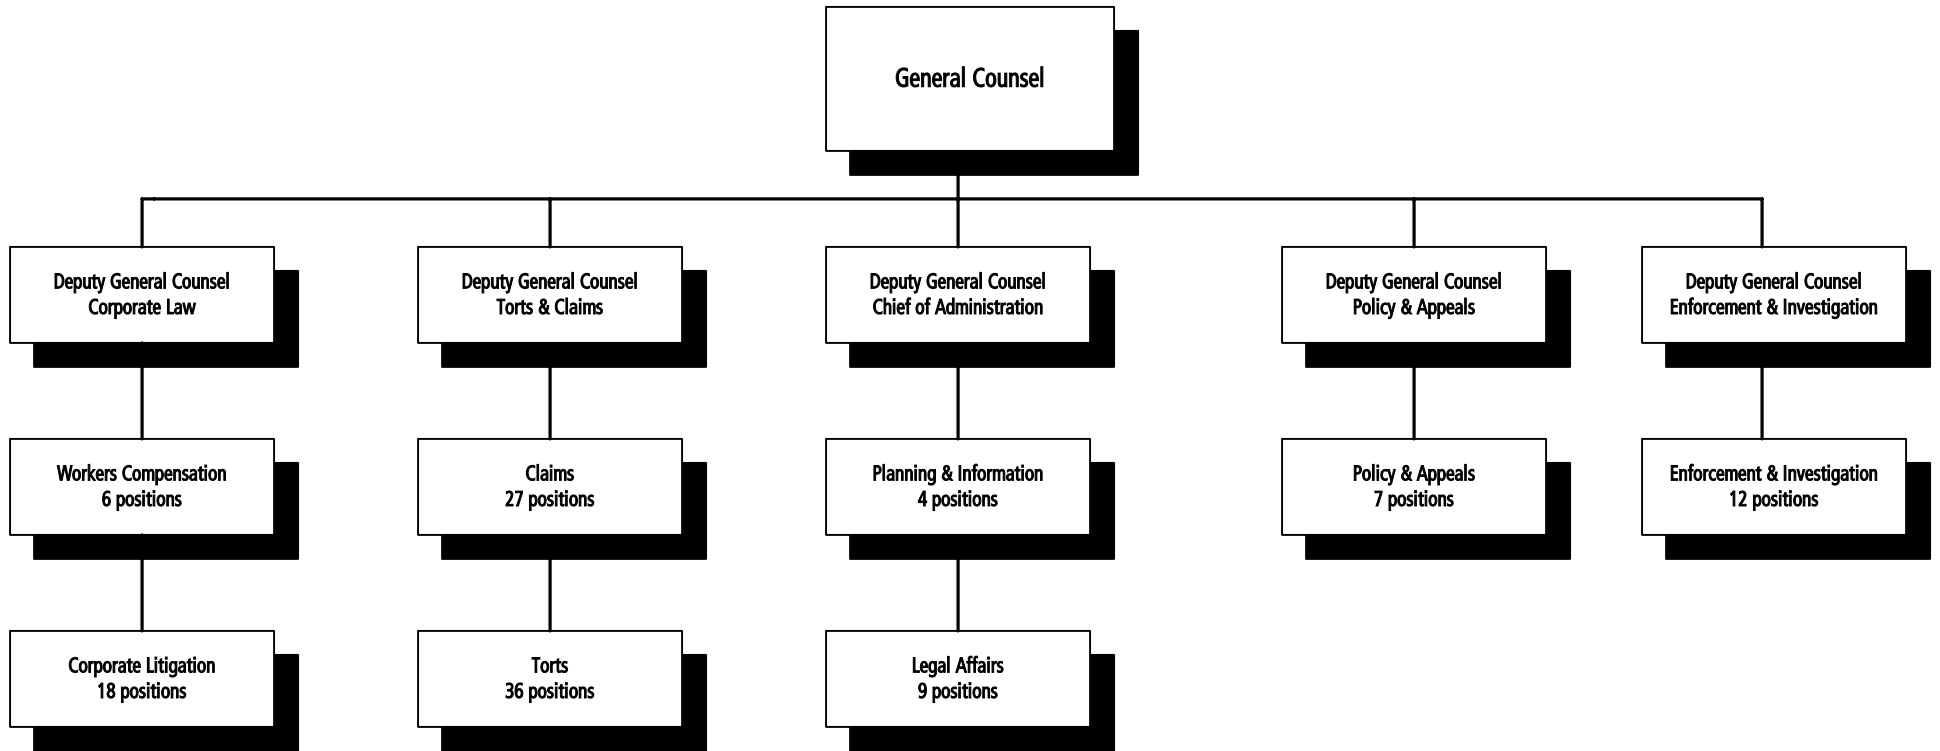 General Counsel
Deputy General Counsel
Corporate Law
Deputy General Counsel
Torts & Claims
Deputy General Counsel
Chief of Administration
Deputy General Counsel
Policy & Appeals
Deputy General Counsel
Enforcement & Investigation
Workers Compensation
6 positions
Claims
27 positions
Planning & Information
4 positions
Policy & Appeals
7 positions
Enforcement & Investigation
12 positions
Corporate Litigation
18 positions
Torts
36 positions
Legal Affairs
9 positions